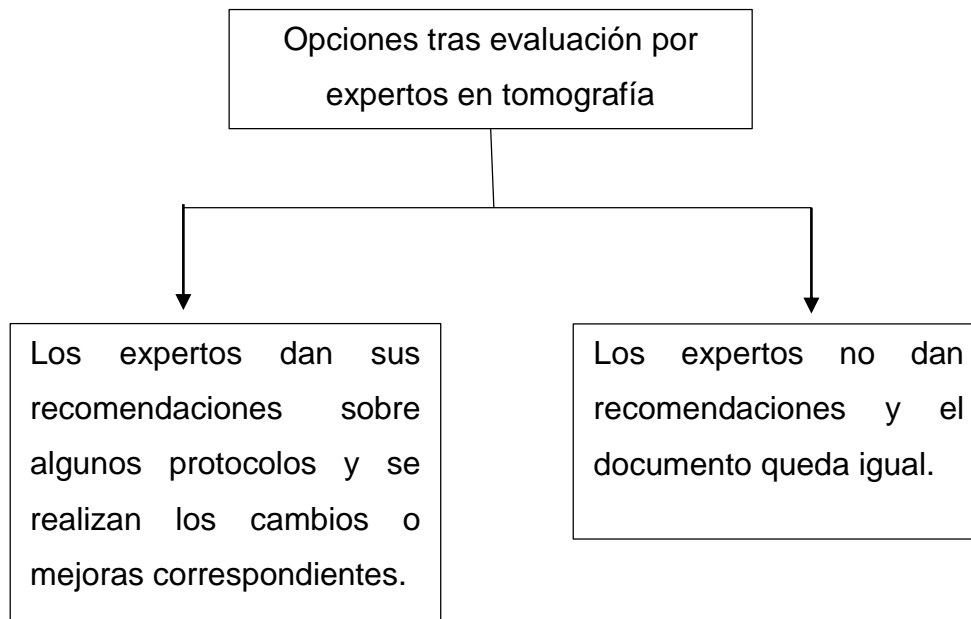 Opciones tras evaluación por
expertos en tomografía
Los expertos dan sus
recomendaciones sobre
algunos protocolos y se
realizan los cambios o
mejoras correspondientes.
Los expertos no dan
recomendaciones y el
documento queda igual.